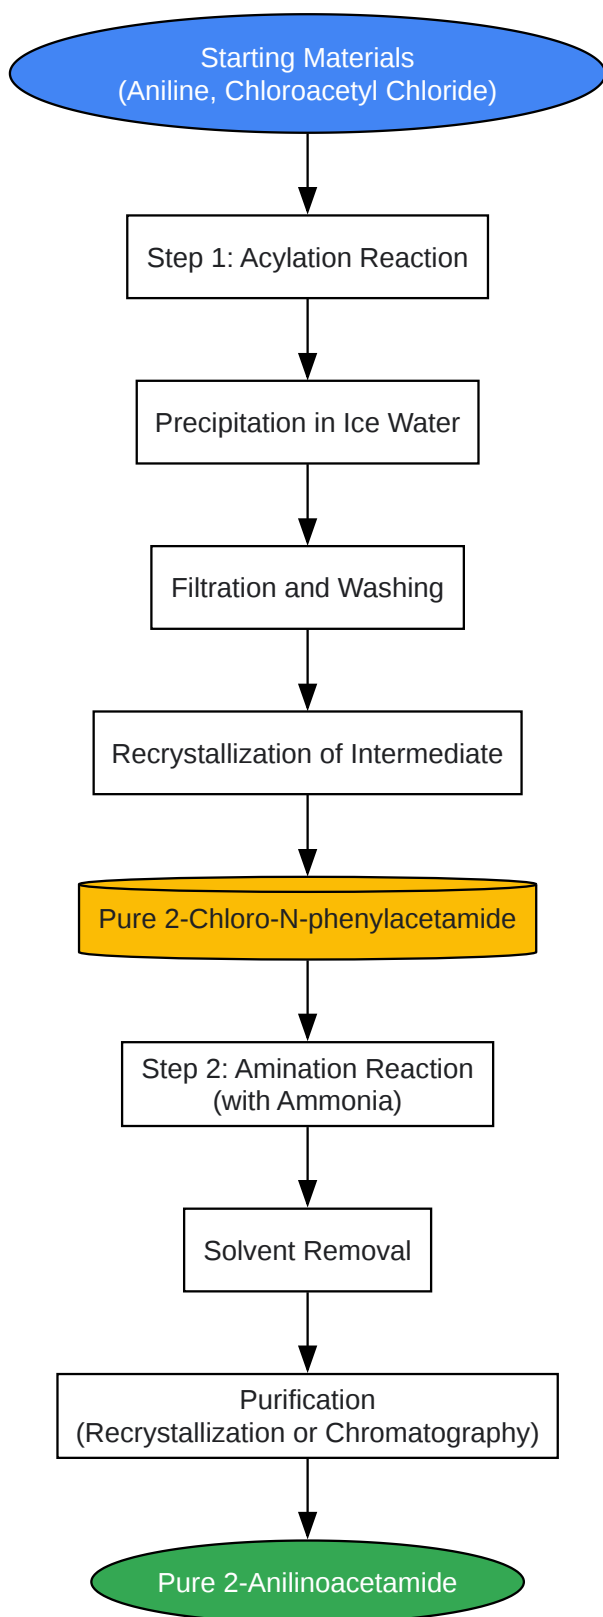 Starting Materials
(Aniline, Chloroacetyl Chloride)
Step 1: Acylation Reaction
Precipitation in Ice Water
Filtration and Washing
Recrystallization of Intermediate
Pure 2-Chloro-N-phenylacetamide
Step 2: Amination Reaction
(with Ammonia)
Solvent Removal
Purification
(Recrystallization or Chromatography)
Pure 2-Anilinoacetamide